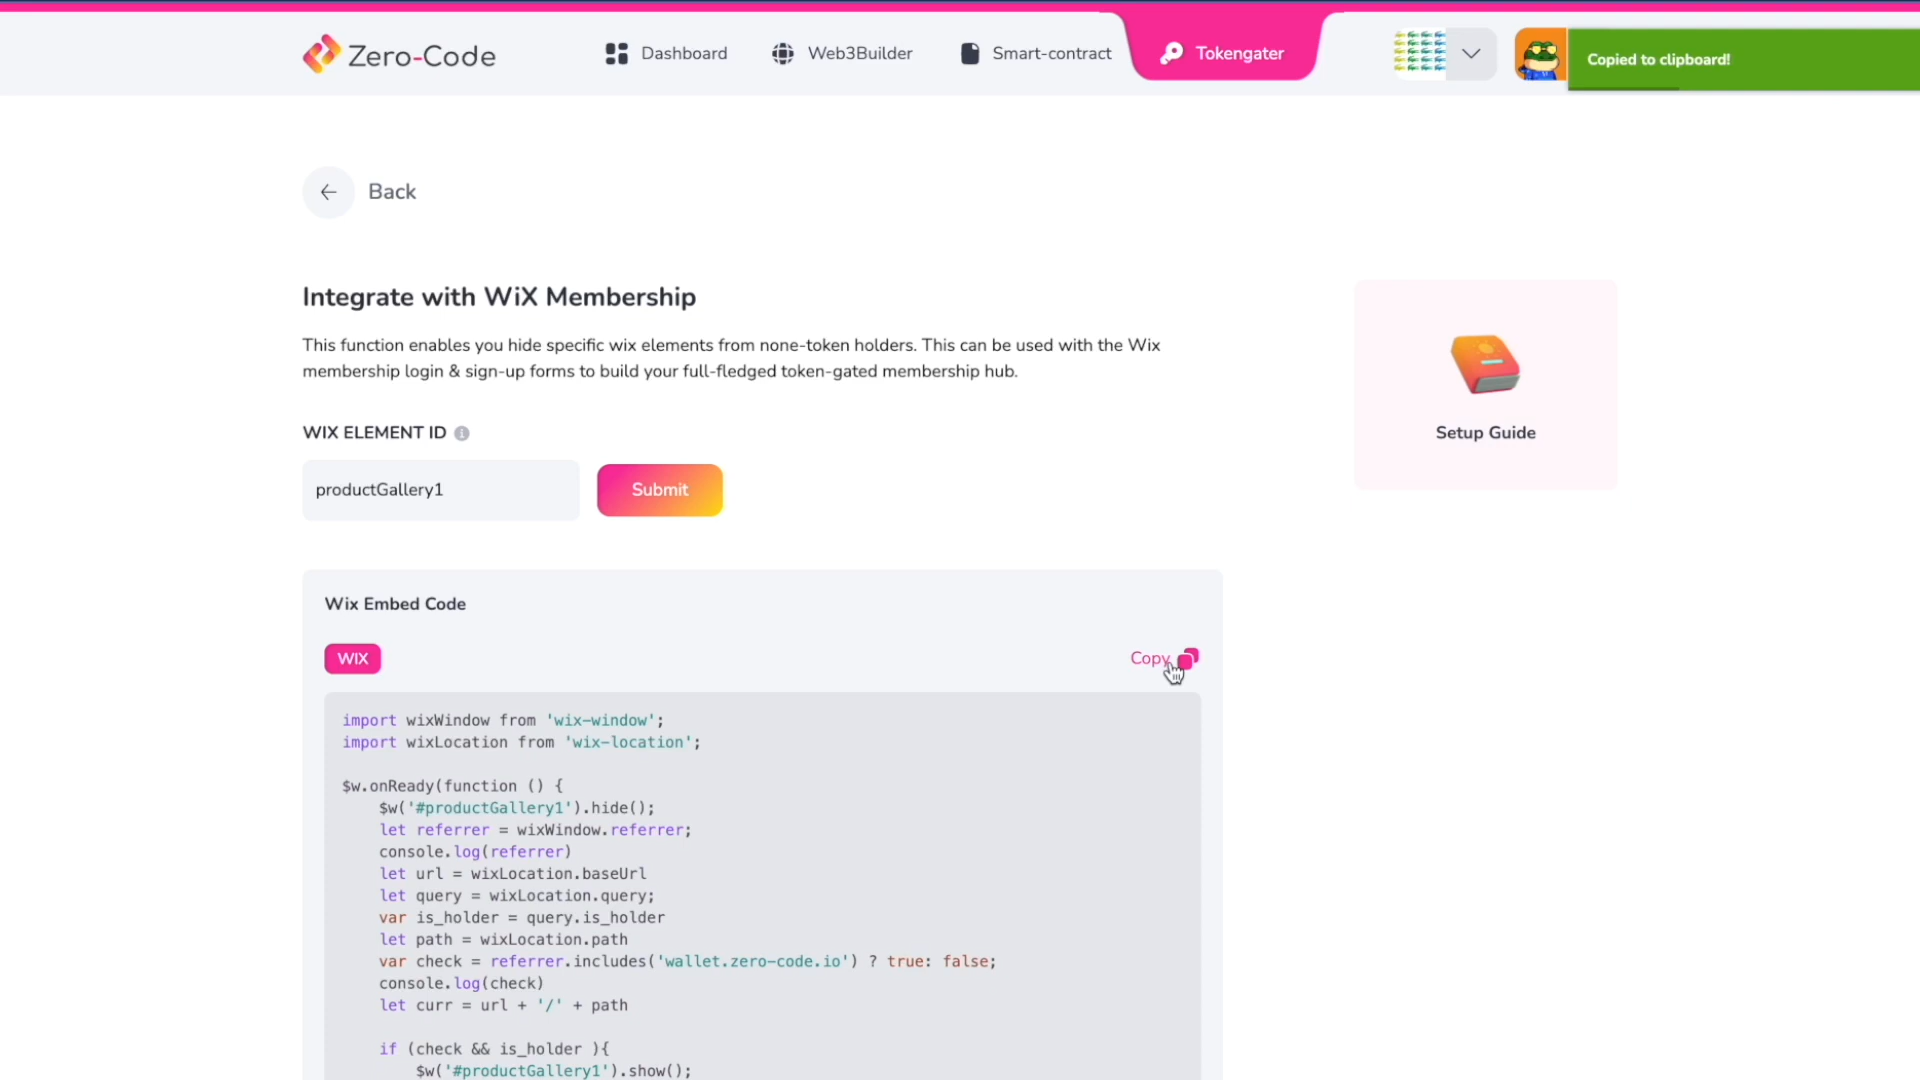 Zero-Code
Dashboard
Web3Builder
Smart-contract
Tokengater
Copied to clipboard!
Back
Integrate with WiX Membership
This function enables you hide specific wix elements from none-token holders. This can be used with the Wix
membership login & sign-up forms to build your full-fledged token-gated membership hub.
Setup Guide
WIX ELEMENT ID
productGallery1
Submit
Wix Embed Code
WIX
Copy
import wixWindow from 'wix-window';
import wixLocation from 'wix-location';
$w.onReady(function () {
$w('#productGallery1').hide();
let referrer = wixWindow.referrer;
console.log(referrer)
let url = wixLocation.baseUrl
let query = wixLocation.query;
var is_holder = query.is_holder
let path = wixLocation.path
var check = referrer.includes('wallet.zero-code.io') ? true: false;
console.log(check)
let curr = url + '/' + path
if (check && is_holder ){
$w('#productGallery1').show();